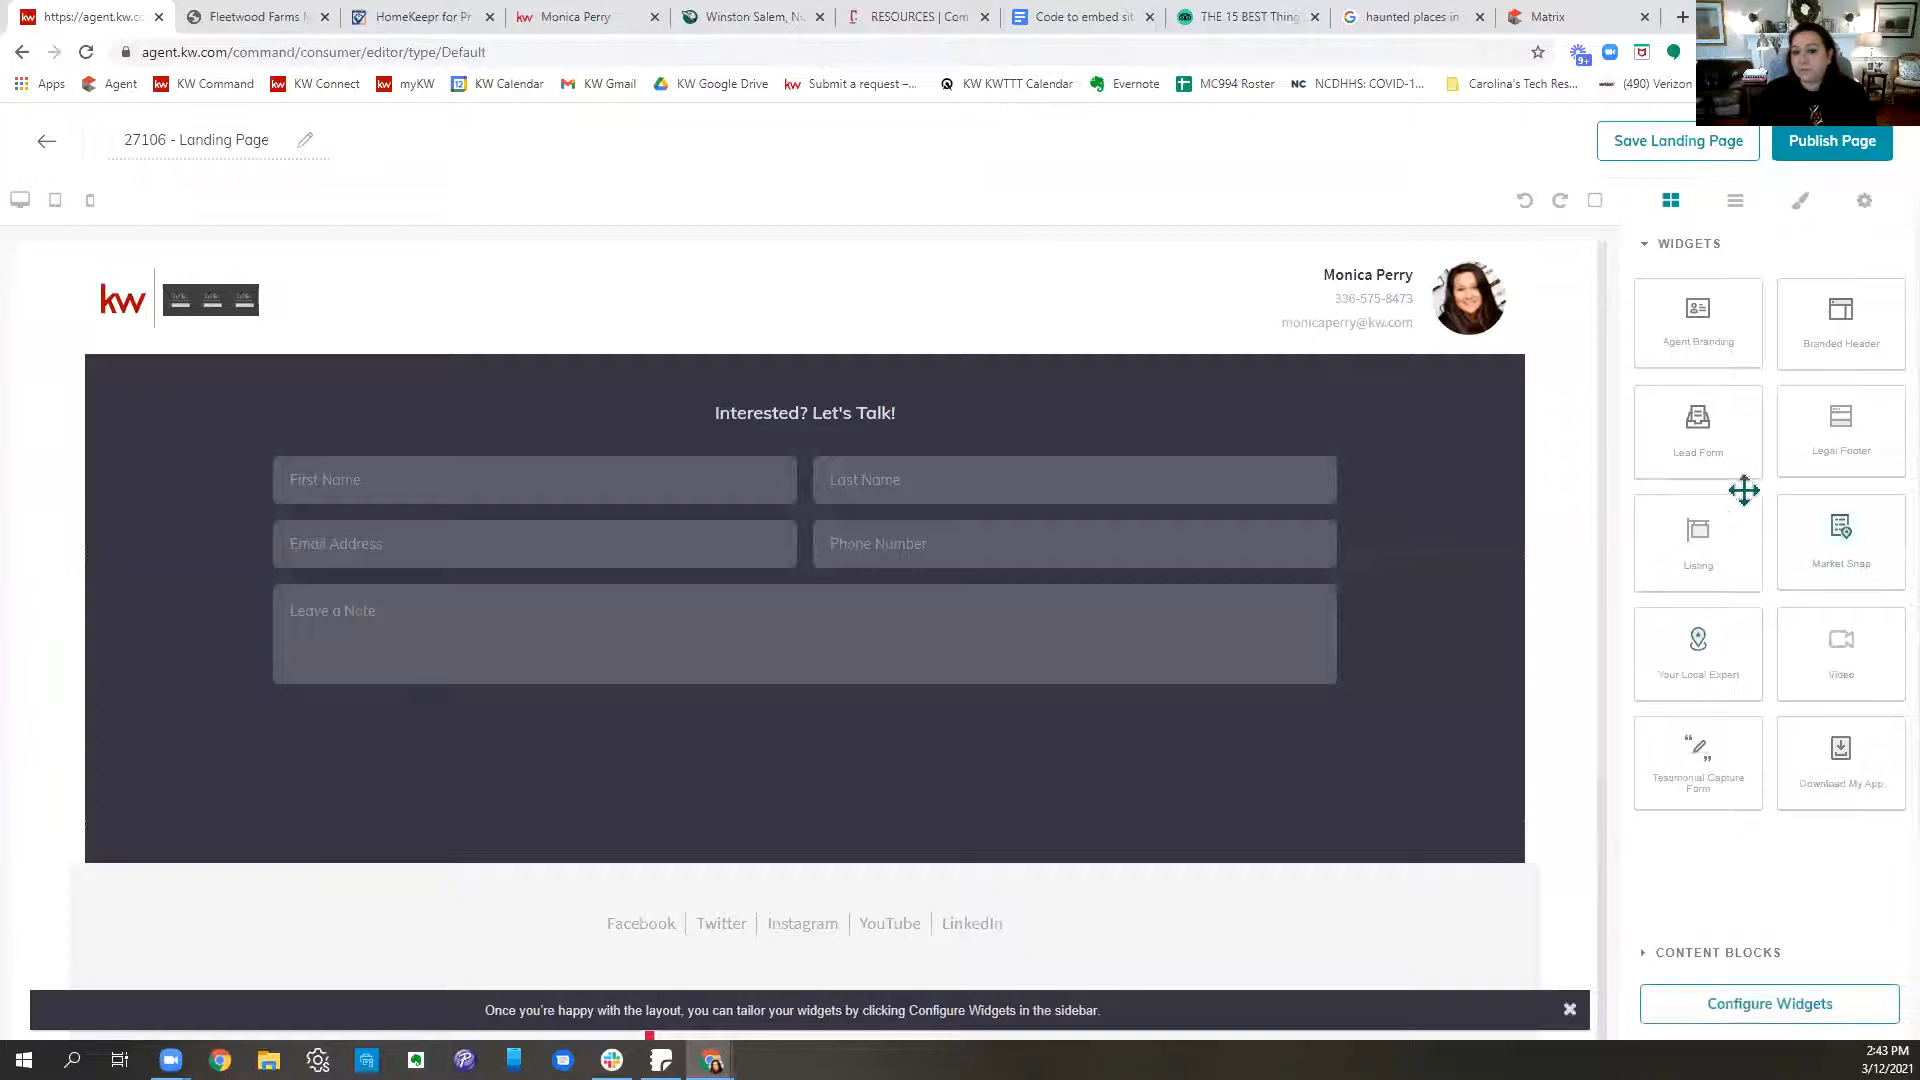 https://agent.kw.co
Fleetwood Farms
HomeKeepr for Pr
Monica Perry
Winston Salem, N
RESOURCES | Com
Code to embed sit
THE 15 BEST Thing
haunted places in
Matrix
agent.kw.com/command/consumer/editor/type/Default
9+
Apps
Agent
KW Command
KW Connect
myKW
KW Calendar
KW Gmail
KW Google Drive
Submit a request –...
KW KWTTT Calendar
Evernote
MC994 Roster
NC NCDHHS: COVID-1...
Carolina's Tech Res...
(490) Verizon
27106 - Landing Page
Save Landing Page
Publish Page
WIDGETS
kw
Monica Perry
336-575-8473
monicaperry@kw.com
Agent Branding
Branded Header
Interested? Let's Talk!
Lead Form
Legal Footer
First Name
Last Name
Email Address
Phone Number
Listing
Market Snap
Leave a Note
Your Local Expert
Video
Testimonial Capture
Form
Download My App
Facebook
Twitter
Instagram
YouTube
LinkedIn
CONTENT BLOCKS
Once you're happy with the layout, you can tailor your widgets by clicking Configure Widgets in the sidebar.
Configure Widgets
2:43 PM
3/12/2021